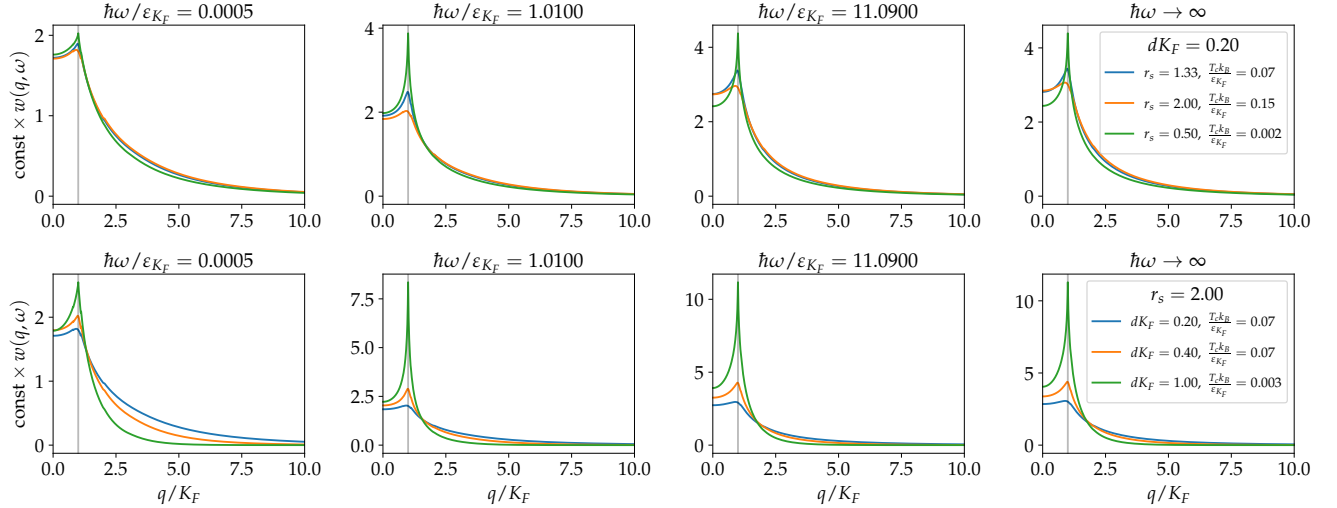 ħω/ε_{K_F} = 0.0005
ħω/ε_{K_F} = 1.0100
ħω/ε_{K_F} = 11.0900
ħω → ∞
const × w(q, ω)
2
1
0
0.0 2.5 5.0 7.5 10.0
4
2
0
0.0 2.5 5.0 7.5 10.0
4
2
0
0.0 2.5 5.0 7.5 10.0
4
3
2
1
0
0.0 2.5 5.0 7.5 10.0
dK_F = 0.20
r_s = 1.33, T_c k_B/ε_{K_F} = 0.07
r_s = 2.00, T_c k_B/ε_{K_F} = 0.15
r_s = 0.50, T_c k_B/ε_{K_F} = 0.002
ħω/ε_{K_F} = 0.0005
ħω/ε_{K_F} = 1.0100
ħω/ε_{K_F} = 11.0900
ħω → ∞
const × w(q, ω)
2
1
0
0.0 2.5 5.0 7.5 10.0
q/K_F
7.5
5.0
2.5
0.0
0.0 2.5 5.0 7.5 10.0
q/K_F
10
5
0
0.0 2.5 5.0 7.5 10.0
q/K_F
10
5
0
0.0 2.5 5.0 7.5 10.0
q/K_F
r_s = 2.00
dK_F = 0.20, T_c k_B/ε_{K_F} = 0.07
dK_F = 0.40, T_c k_B/ε_{K_F} = 0.07
dK_F = 1.00, T_c k_B/ε_{K_F} = 0.003